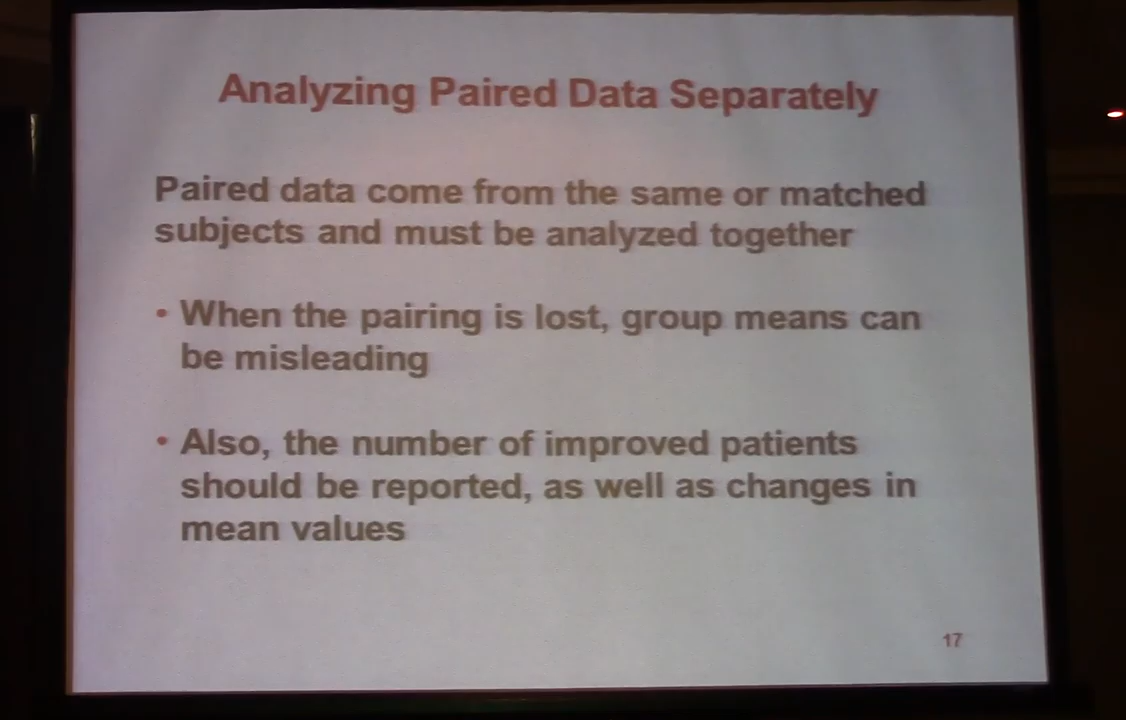 Analyzing Paired Data Separately
Paired data come from the same or matched
subjects and must be analyzed together
• When the pairing is lost, group means can
be misleading
• Also, the number of improved patients
should be reported, as well as changes in
mean values
17